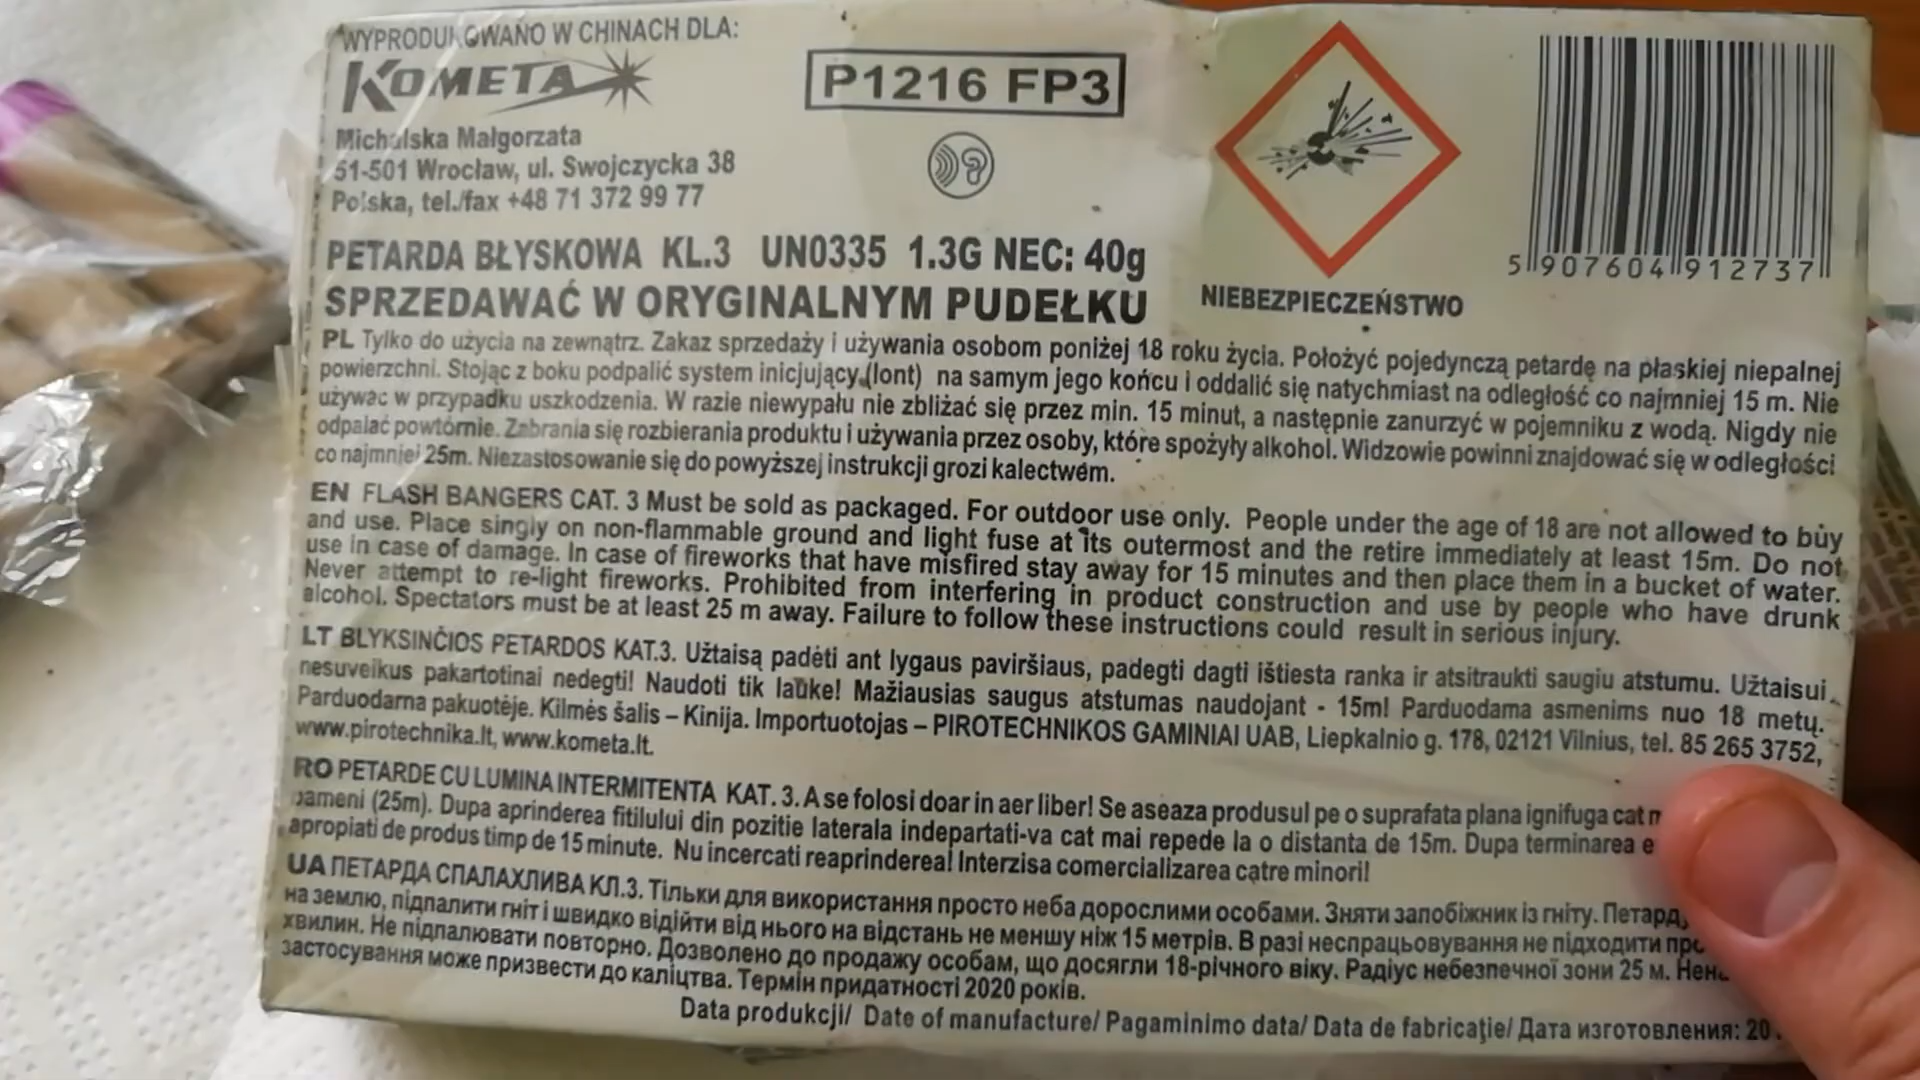 WYPRODUKOWANO W CHINACH DLA:
KOMETA
P1216 FP3
Michalska Małgorzata
51-501 Wrocław, ul. Swojczycka 38
Polska, tel./fax +48 71 372 99 77
5 907604 912737
PETARDA BŁYSKOWA KL.3 UN0335 1.3G NEC: 40g
SPRZEDAWAĆ W ORYGINALNYM PUDEŁKU
NIEBEZPIECZEŃSTWO
PL Tylko do użycia na zewnątrz. Zakaz sprzedaży i używania osobom poniżej 18 roku życia. Położyć pojedynczą petardę na płaskiej niepalnej
powierzchni. Stojąc z boku podpalić system inicjujący (lont) na samym jego końcu i oddalić się natychmiast na odległość co najmniej 15 m. Nie
używać w przypadku uszkodzenia. W razie niewypału nie zbliżać się przez min. 15 minut, a następnie zanurzyć w pojemniku z wodą. Nigdy nie
odpalać powtórnie. Zabrania się rozbierania produktu i używania przez osoby, które spożyły alkohol. Widzowie powinni znajdować się w odległości
co najmniej 25m. Niezastosowanie się do powyższej instrukcji grozi kalectwem.
EN FLASH BANGERS CAT. 3 Must be sold as packaged. For outdoor use only. People under the age of 18 are not allowed to buy
and use. Place singly on non-flammable ground and light fuse at its outermost and the retire immediately at least 15m. Do not
use in case of damage. In case of fireworks that have misfired stay away for 15 minutes and then place them in a bucket of water.
Never attempt to re-light fireworks. Prohibited from interfering in product construction and use by people who have drunk
alcohol. Spectators must be at least 25 m away. Failure to follow these instructions could result in serious injury.
LT BLYKSINČIOS PETARDOS KAT.3. Užtaisą padėti ant lygaus paviršiaus, padegti dagti ištiesta ranka ir atsitraukti saugiu atstumu. Užtaisui
nesuveikus pakartotinai nedegti! Naudoti tik lauke! Mažiausias saugus atstumas naudojant - 15m! Parduodama asmenims nuo 18 metų.
Parduodama pakuotėje. Kilmės šalis – Kinija. Importuotojas – PIROTECHNIKOS GAMINIAI UAB, Liepkalnio g. 178, 02121 Vilnius, tel. 85 265 3752,
www.pirotechnika.lt, www.kometa.lt.
RO PETARDE CU LUMINA INTERMITENTA KAT. 3. A se folosi doar in aer liber! Se aseaza produsul pe o suprafata plana ignifuga cat
oameni (25m). Dupa aprinderea fitilului din pozitie laterala indepartati-va cat mai repede la o distanta de 15m. Dupa terminarea
apropiati de produs timp de 15 minute. Nu incercati reaprinderea! Interzisa comercializarea catre minori!
UA ПЕТАРДА СПАЛАХЛИВА КЛ.3. Тільки для використання просто неба дорослими особами. Зняти запобіжник із гніту. Петард
на землю, підпалити гніт і швидко відійти від нього на відстань не меншу ніж 15 метрів. В разі неспрацьовування не підходити
хвилин. Не підпалювати повторно. Дозволено до продажу особам, що досягли 18-річного віку. Радіус небезпечної зони 25 м.
застосування може призвести до каліцтва. Термін придатності 2020 років.
Data produkcji/ Date of manufacture/ Pagaminimo data/ Data de fabricaţie/ Дата изготовления: 20